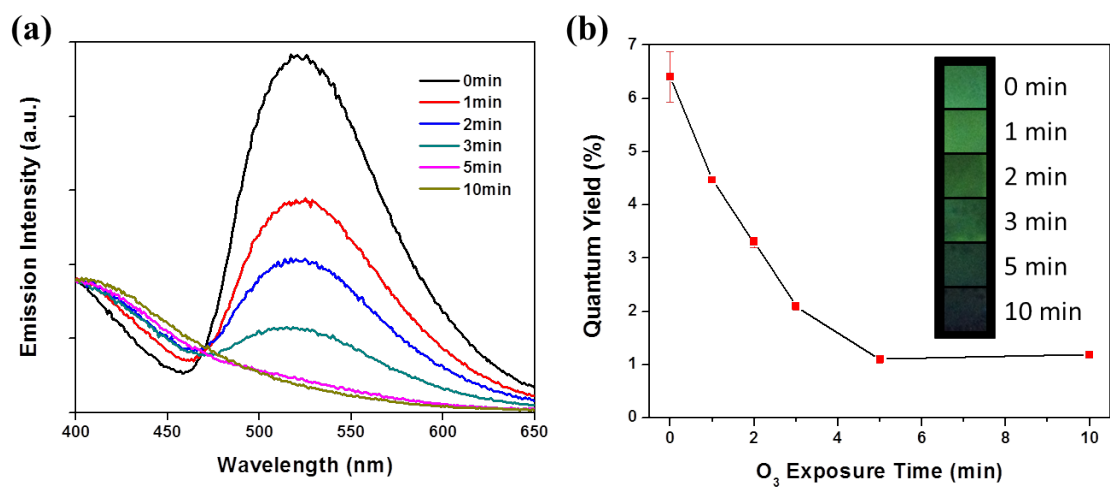 (a)
Emission Intensity (a.u.)
0min
1min
2min
3min
5min
10min
400
450
500
550
600
650
Wavelength (nm)
(b)
Quantum Yield (%)
7
6
5
4
3
2
1
0
0 min
1 min
2 min
3 min
5 min
10 min
0
2
4
6
8
10
O₃ Exposure Time (min)